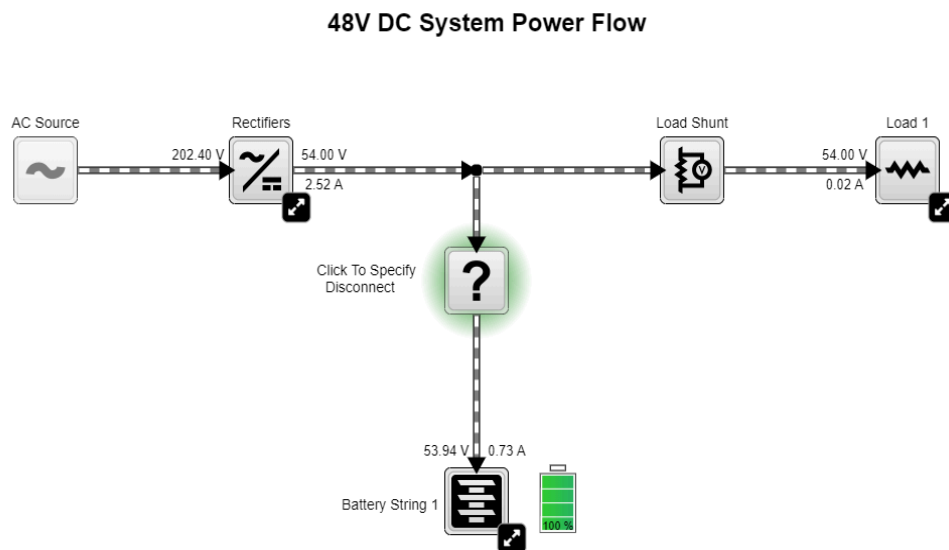 48V DC System Power Flow
AC Source
Rectifiers
Load Shunt
Load 1
202.40 V
54.00 V
54.00 V
2.52 A
0.02 A
V
Click To Specify
Disconnect
?
53.94 V
0.73 A
Battery String 1
100 %